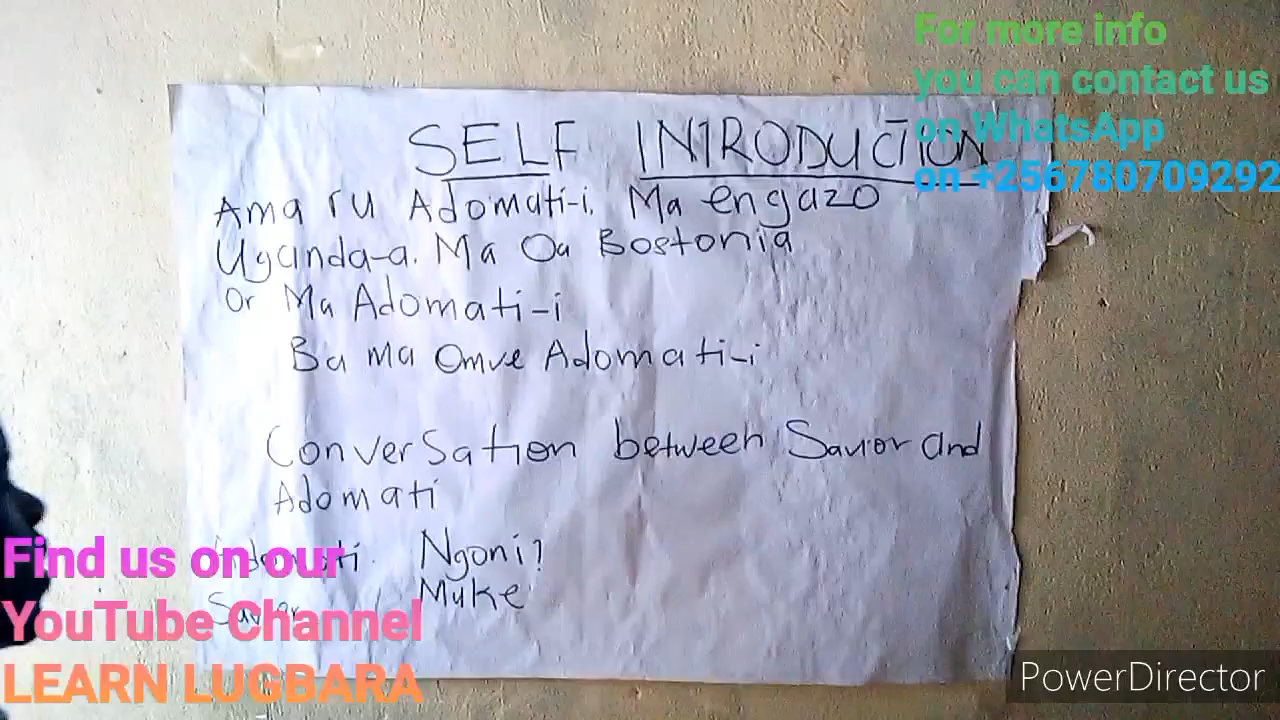 SELF INTRODUCTION
Ama ru Adomati-i. Ma engazo
Uganda-a. Ma Oa Bostonia
Or Ma Adomati-i
Ba ma Omve Adomati-i
Conversation between Savior and
Adomati
Adomati. Ngoni?
Savior Muke
For more info
you can contact us
on WhatsApp
on +256780709292
Find us on our
YouTube Channel
LEARN LUGBARA
PowerDirector